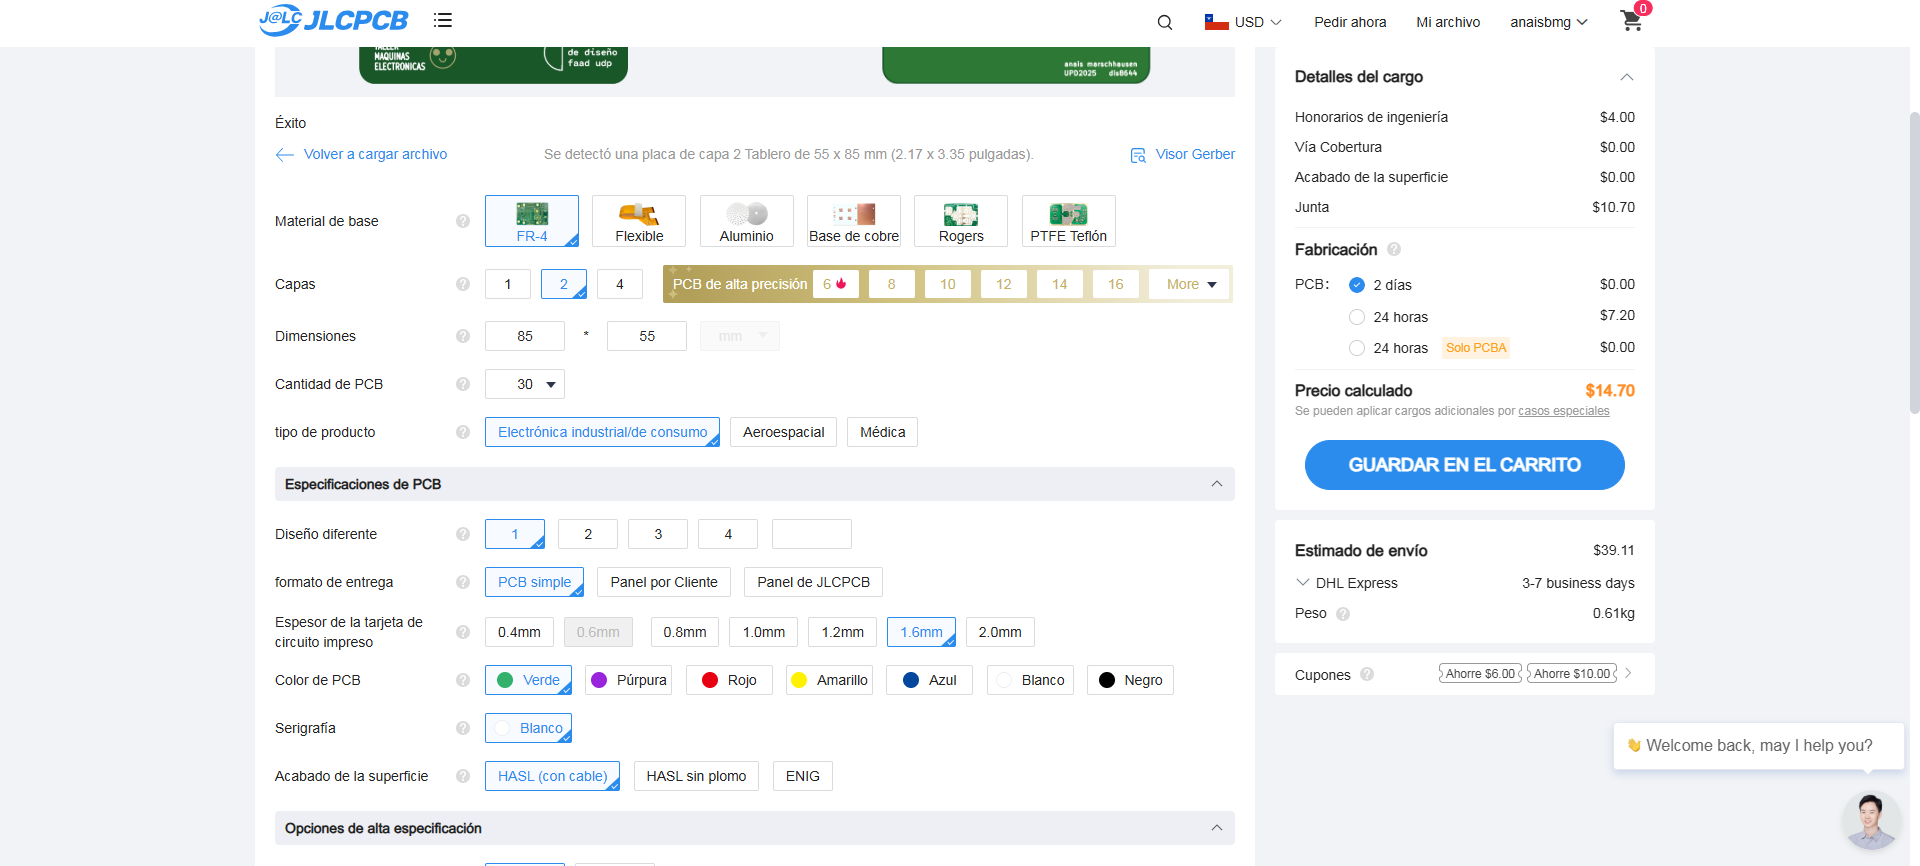 J@LC JLCPCB
USD
Pedir ahora
Mi archivo
anaisbmg
0
TALLER
MAQUINAS
ELECTRONICAS
de diseño
faad udp
anais marschhausen
UPD2025 dis8644
Éxito
Volver a cargar archivo
Se detectó una placa de capa 2 Tablero de 55 x 85 mm (2.17 x 3.35 pulgadas).
Visor Gerber
Material de base
FR-4
Flexible
Aluminio
Base de cobre
Rogers
PTFE Teflón
Capas
1
2
4
PCB de alta precisión
6
8
10
12
14
16
More
Dimensiones
85
*
55
mm
Cantidad de PCB
30
tipo de producto
Electrónica industrial/de consumo
Aeroespacial
Médica
Especificaciones de PCB
Diseño diferente
1
2
3
4
formato de entrega
PCB simple
Panel por Cliente
Panel de JLCPCB
Espesor de la tarjeta de
circuito impreso
0.4mm
0.6mm
0.8mm
1.0mm
1.2mm
1.6mm
2.0mm
Color de PCB
Verde
Púrpura
Rojo
Amarillo
Azul
Blanco
Negro
Serigrafía
Blanco
Acabado de la superficie
HASL (con cable)
HASL sin plomo
ENIG
Opciones de alta especificación
Detalles del cargo
Honorarios de ingeniería $4.00
Vía Cobertura $0.00
Acabado de la superficie $0.00
Junta $10.70
Fabricación
PCB:
2 días $0.00
24 horas $7.20
24 horas Solo PCBA $0.00
Precio calculado $14.70
Se pueden aplicar cargos adicionales por casos especiales
GUARDAR EN EL CARRITO
Estimado de envío $39.11
DHL Express 3-7 business days
Peso 0.61kg
Cupones
Ahorre $6.00
Ahorre $10.00
Welcome back, may I help you?